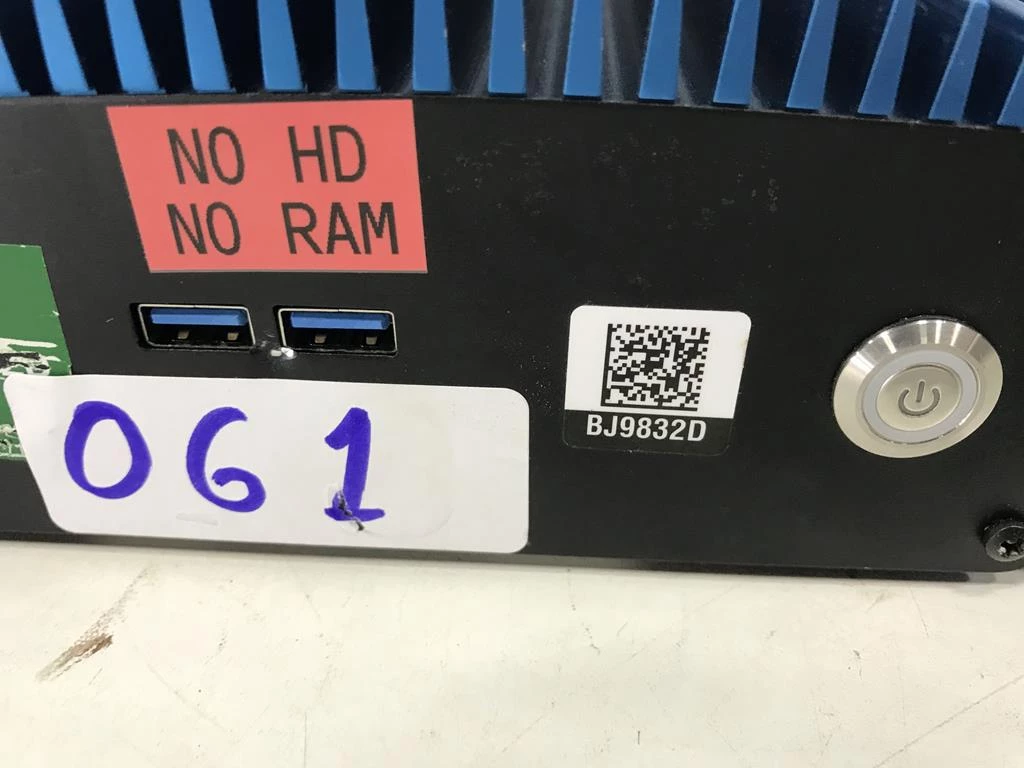 NO HD
NO RAM
061
BJ9832D